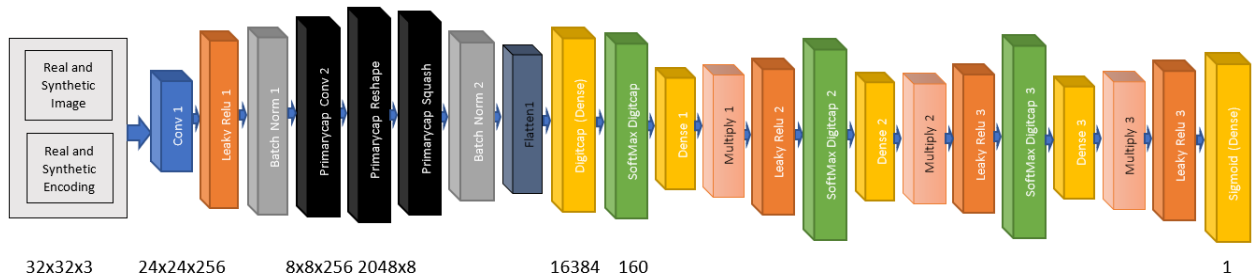 Real and
Synthetic
Image
Real and
Synthetic
Encoding
Conv 1
Leaky Relu 1
Batch Norm 1
Primarycap Conv 2
Primarycap Reshape
Primarycap Squash
Batch Norm 2
Flatten1
Digitcap (Dense)
SoftMax Digitcap
Dense 1
Multiply 1
Leaky Relu 2
SoftMax Digitcap 2
Dense 2
Multiply 2
Leaky Relu 3
SoftMax Digitcap 3
Dense 3
Multiply 3
Leaky Relu 3
Sigmoid (Dense)
32x32x3 24x24x256 8x8x256 2048x8 16384 160 1